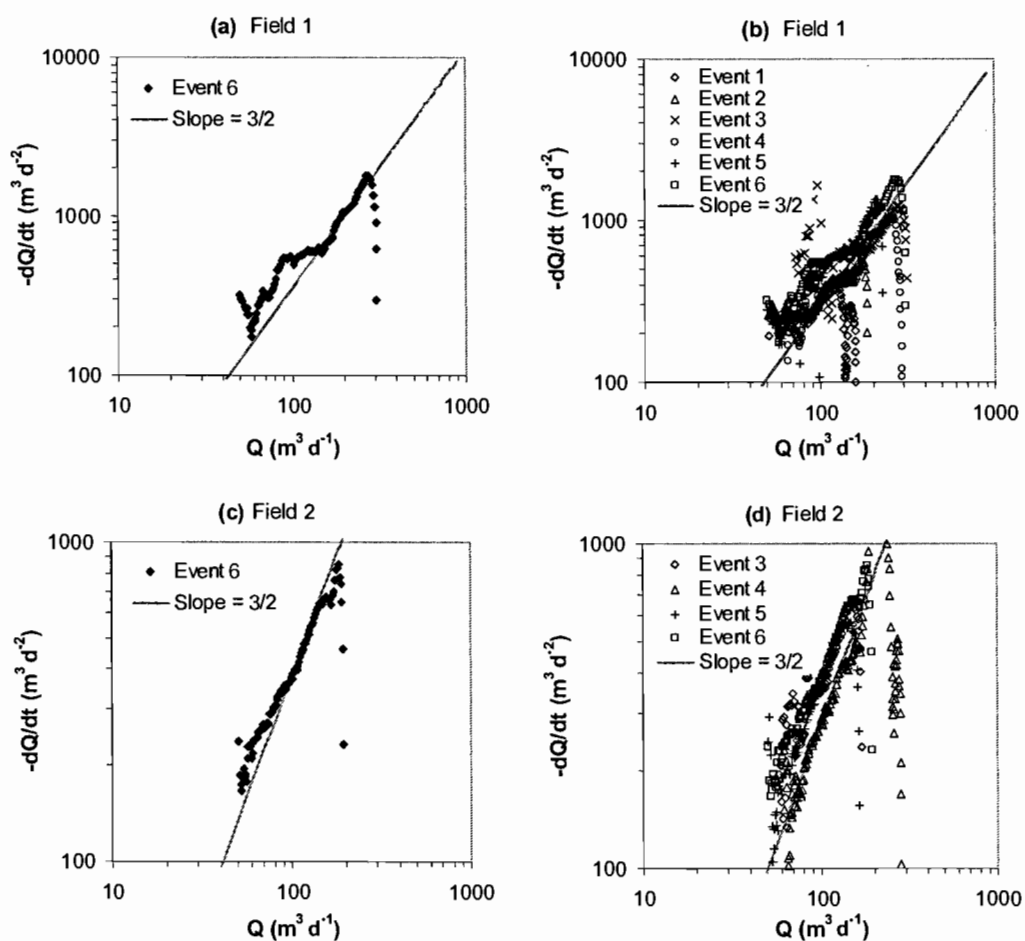 (a) Field 1
10000
1000
100
-dQ/dt (m³ d⁻²)
Event 6
Slope = 3/2
10
100
1000
Q (m³ d⁻¹)
(b) Field 1
10000
1000
100
-dQ/dt (m³ d⁻²)
Event 1
Event 2
Event 3
Event 4
Event 5
Event 6
Slope = 3/2
10
100
1000
Q (m³ d⁻¹)
(c) Field 2
1000
100
-dQ/dt (m³ d⁻²)
Event 6
Slope = 3/2
10
100
1000
Q (m³ d⁻¹)
(d) Field 2
1000
100
-dQ/dt (m³ d⁻²)
Event 3
Event 4
Event 5
Event 6
Slope = 3/2
10
100
1000
Q (m³ d⁻¹)